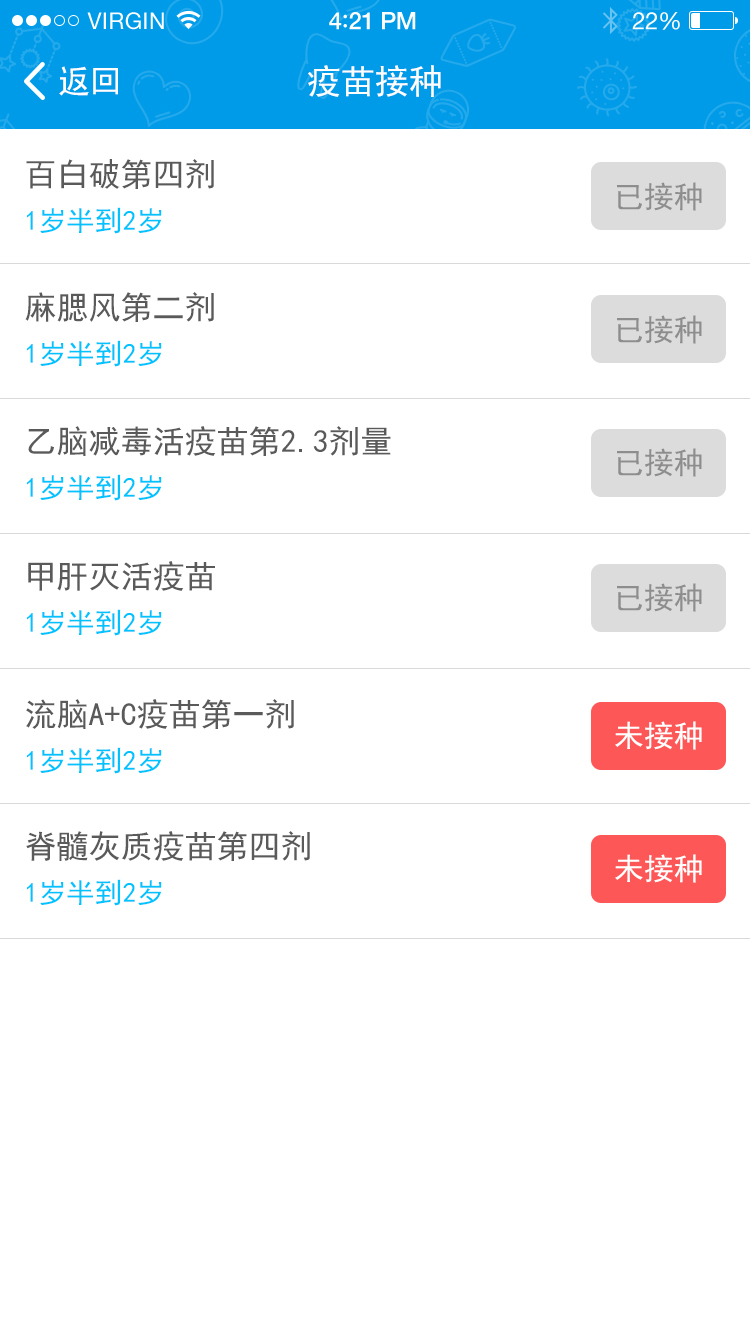 VIRGIN 4:21 PM 22%
返回 疫苗接种
百白破第四剂
1岁半到2岁
已接种
麻腮风第二剂
1岁半到2岁
已接种
乙脑减毒活疫苗第2.3剂量
1岁半到2岁
已接种
甲肝灭活疫苗
1岁半到2岁
已接种
流脑A+C疫苗第一剂
1岁半到2岁
未接种
脊髓灰质疫苗第四剂
1岁半到2岁
未接种